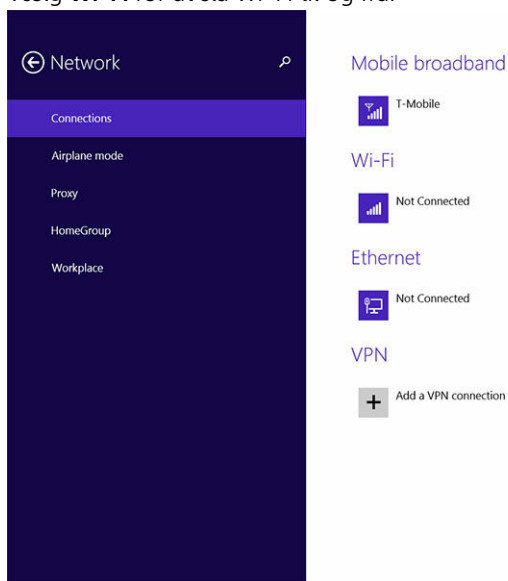 Network
Connections
Airplane mode
Proxy
HomeGroup
Workplace
Mobile broadband
T-Mobile
Wi-Fi
Not Connected
Ethernet
Not Connected
VPN
Add a VPN connection